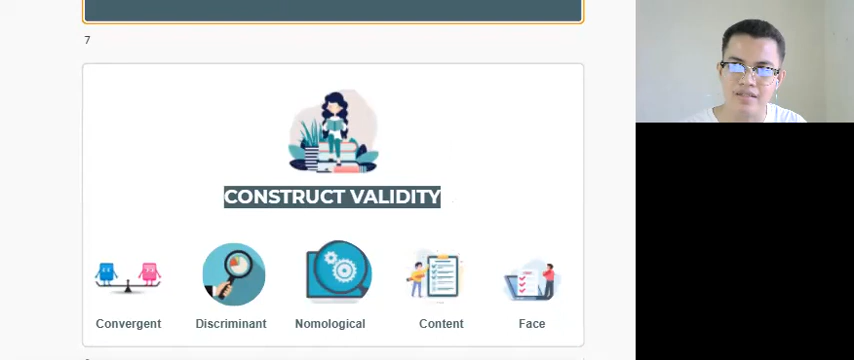 7
CONSTRUCT VALIDITY
Convergent Discriminant Nomological Content Face